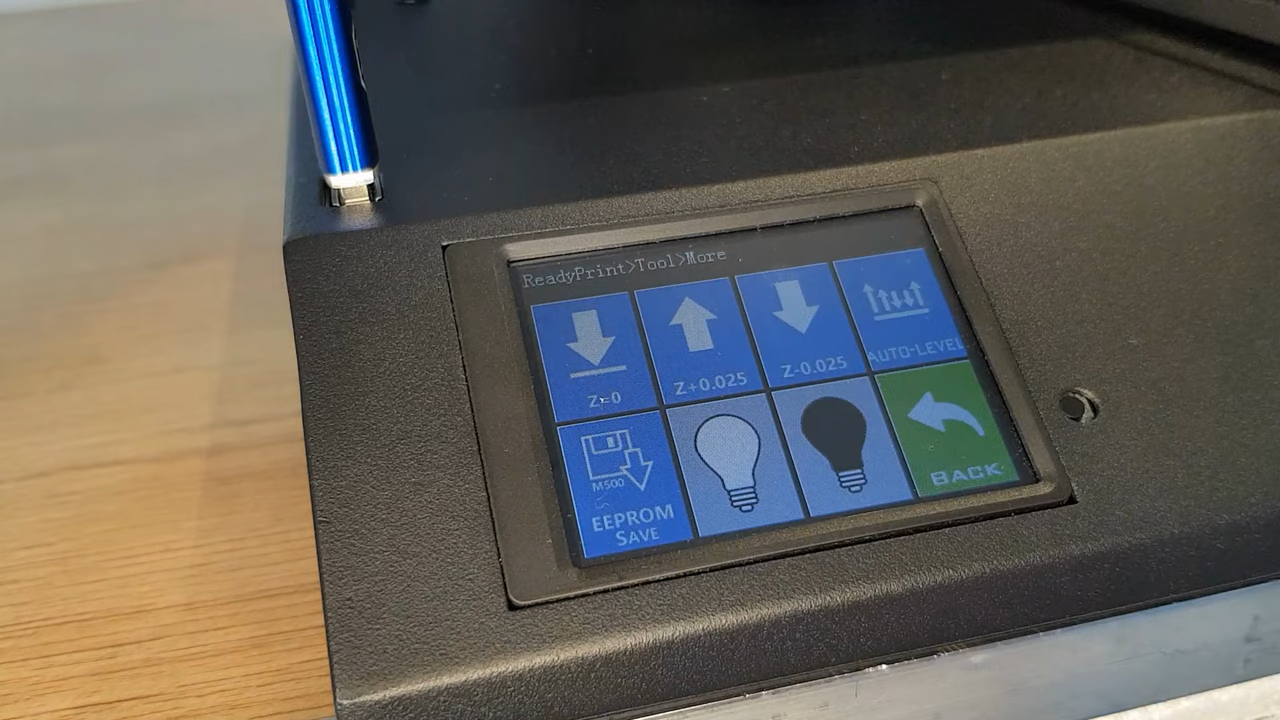 ReadyPrint>Tool>More
Z=0
Z+0.025
Z-0.025
AUTO-LEVEL
M500
EEPROM
SAVE
BACK